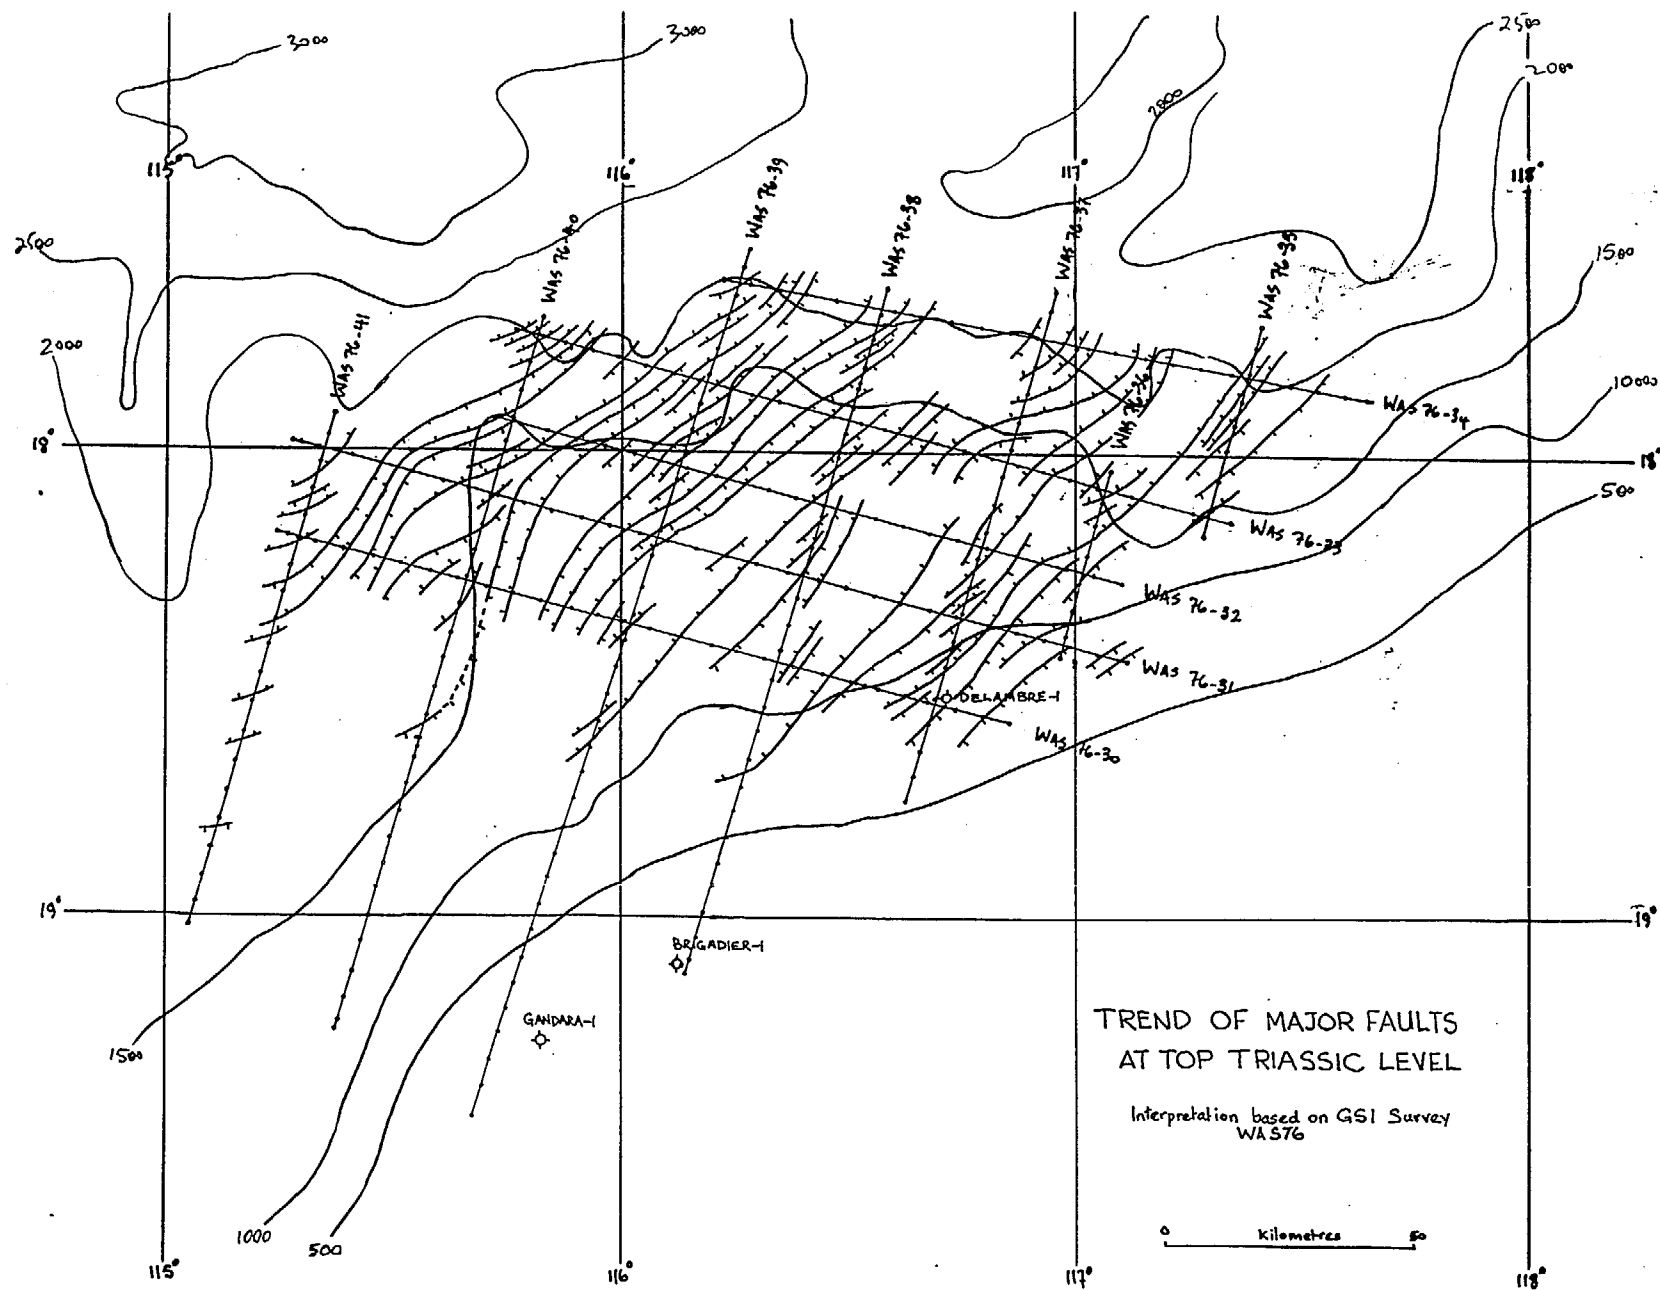 3000
3000
2500
2000
2000
115°
116°
117°
118°
WAS 76-39
WAS 76-38
WAS 76-37
WAS 76-40
WAS 76-35
2500
1500
WAS 76-41
2000
1000
WAS 76-36
WAS 76-34
18°
18°
500
WAS 76-33
WAS 76-32
WAS 76-31
DELAMBRE-1
WAS 76-30
19°
19°
BRIGADIER-1
GANDARA-1
TREND OF MAJOR FAULTS
AT TOP TRIASSIC LEVEL
1500
Interpretation based on GSI Survey
WAS76
1000
500
0 Kilometres 50
115°
116°
117°
118°